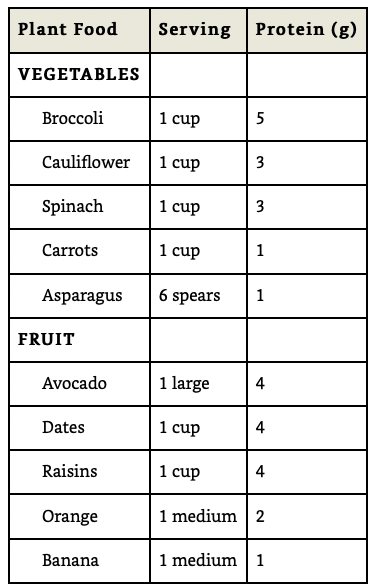 Plant Food Serving Protein (g)
VEGETABLES
Broccoli 1 cup 5
Cauliflower 1 cup 3
Spinach 1 cup 3
Carrots 1 cup 1
Asparagus 6 spears 1
FRUIT
Avocado 1 large 4
Dates 1 cup 4
Raisins 1 cup 4
Orange 1 medium 2
Banana 1 medium 1